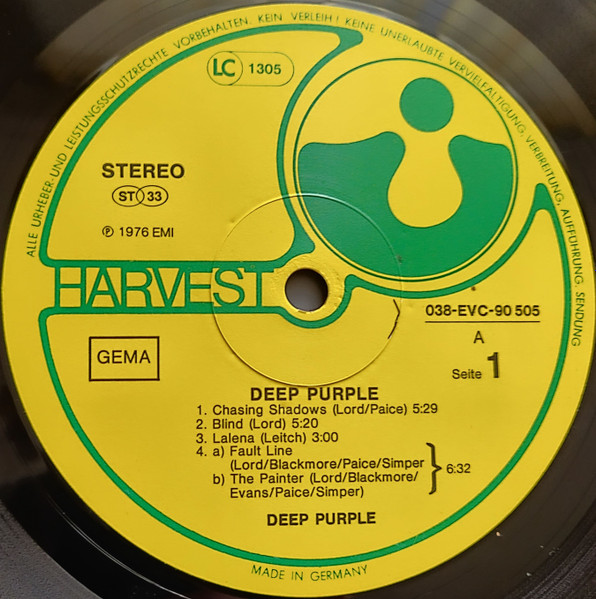 ALLE URHEBER-UND LEISTUNGSSCHUTZRECHTE VORBEHALTEN. KEIN VERLEIH! KEINE UNERLAUBTE VERVIELFÄLTIGUNG, VERBREITUNG, AUFFÜHRUNG, SENDUNG
LC 1305
STEREO
ST 33
℗ 1976 EMI
HARVEST
038-EVC-90 505
A
Seite 1
GEMA
DEEP PURPLE
1. Chasing Shadows (Lord/Paice) 5:29
2. Blind (Lord) 5:20
3. Lalena (Leitch) 3:00
4. a) Fault Line
(Lord/Blackmore/Paice/Simper
b) The Painter (Lord/Blackmore/
Evans/Paice/Simper)
6:32
DEEP PURPLE
MADE IN GERMANY